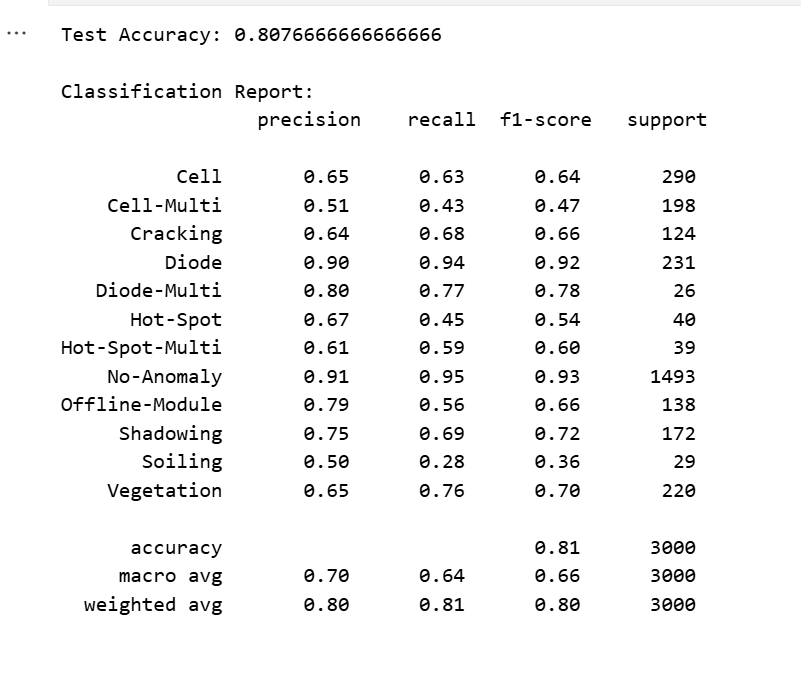 Test Accuracy: 0.8076666666666666
Classification Report:
precision recall f1-score support
Cell 0.65 0.63 0.64 290
Cell-Multi 0.51 0.43 0.47 198
Cracking 0.64 0.68 0.66 124
Diode 0.90 0.94 0.92 231
Diode-Multi 0.80 0.77 0.78 26
Hot-Spot 0.67 0.45 0.54 40
Hot-Spot-Multi 0.61 0.59 0.60 39
No-Anomaly 0.91 0.95 0.93 1493
Offline-Module 0.79 0.56 0.66 138
Shadowing 0.75 0.69 0.72 172
Soiling 0.50 0.28 0.36 29
Vegetation 0.65 0.76 0.70 220
accuracy 0.81 3000
macro avg 0.70 0.64 0.66 3000
weighted avg 0.80 0.81 0.80 3000